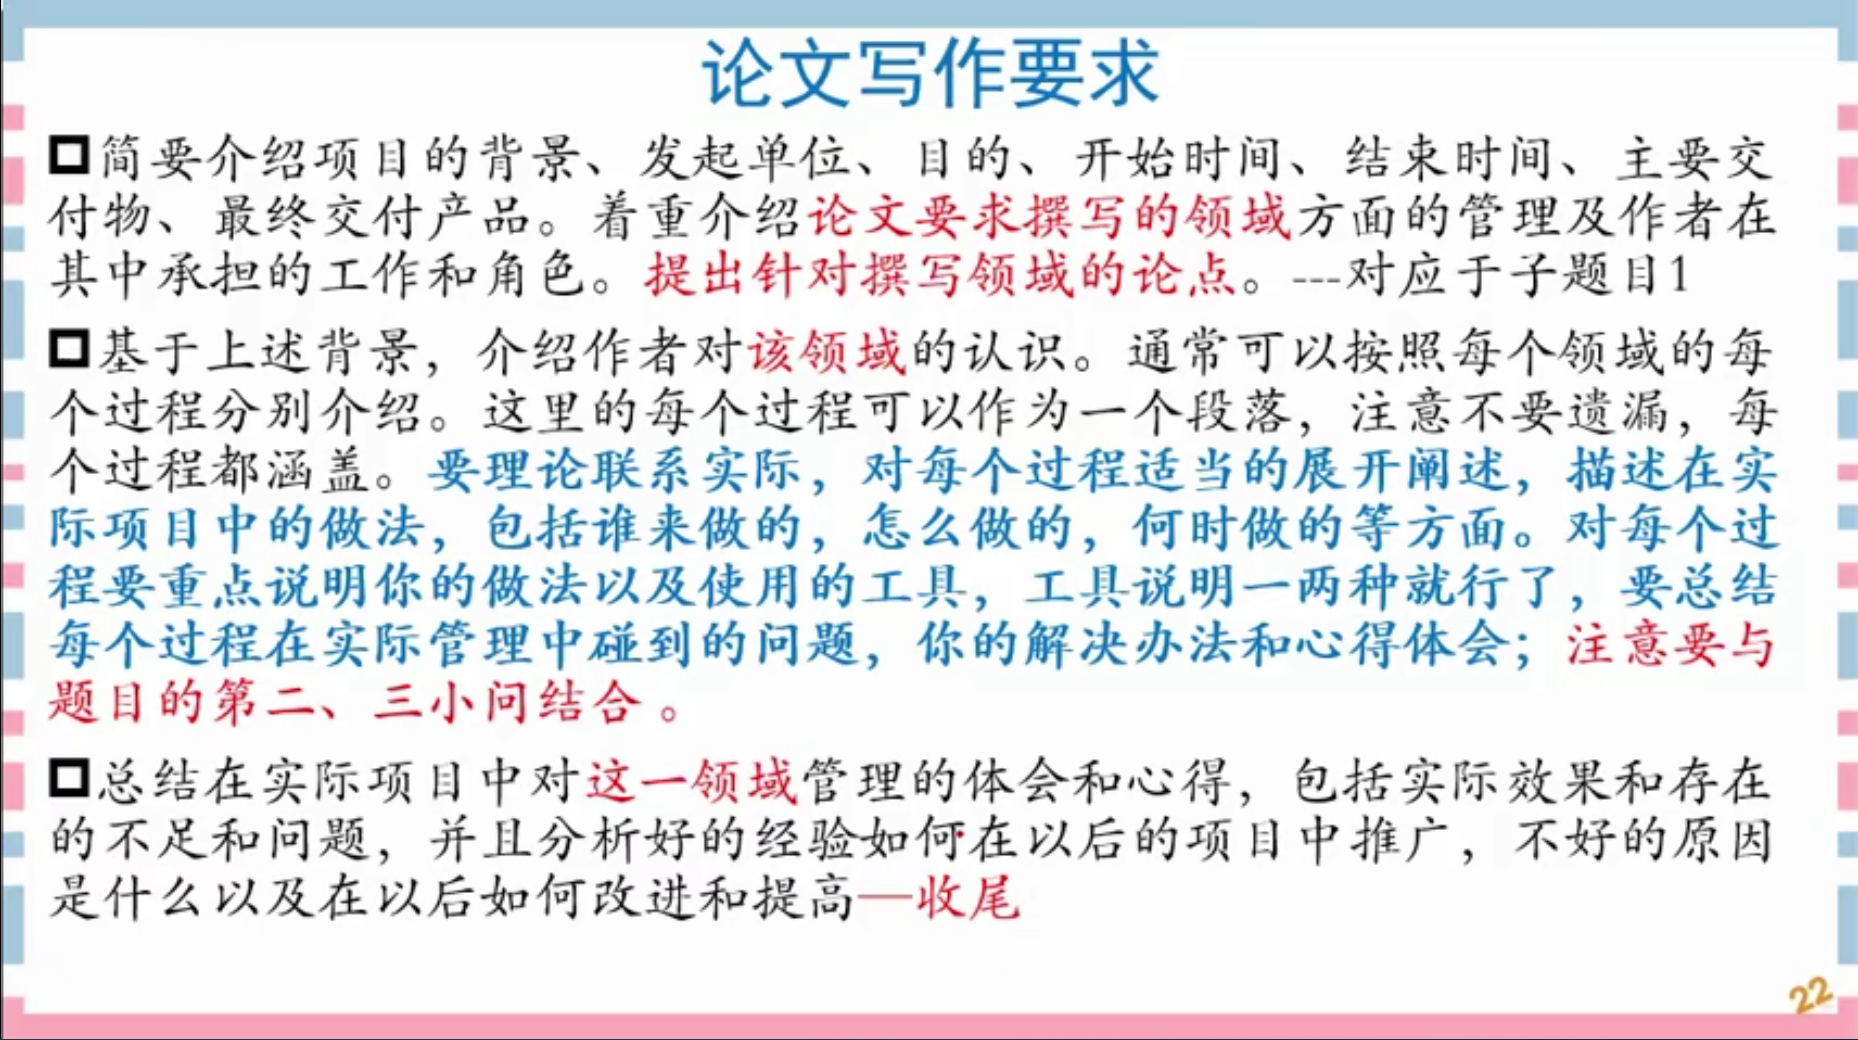 论文写作要求
简要介绍项目的背景、发起单位、目的、开始时间、结束时间、主要交
付物、最终交付产品。着重介绍论文要求撰写的领域方面的管理及作者在
其中承担的工作和角色。提出针对撰写领域的论点。---对应于子题目1
基于上述背景，介绍作者对该领域的认识。通常可以按照每个领域的每
个过程分别介绍。这里的每个过程可以作为一个段落，注意不要遗漏，每
个过程都涵盖。要理论联系实际，对每个过程适当的展开阐述，描述在实
际项目中的做法，包括谁来做的，怎么做的，何时做的等方面。对每个过
程要重点说明你的做法以及使用的工具，工具说明一两种就行了，要总结
每个过程在实际管理中碰到的问题，你的解决办法和心得体会；注意要与
题目的第二、三小问结合。
总结在实际项目中对这一领域管理的体会和心得，包括实际效果和存在
的不足和问题，并且分析好的经验如何在以后的项目中推广，不好的原因
是什么以及在以后如何改进和提高—收尾
22